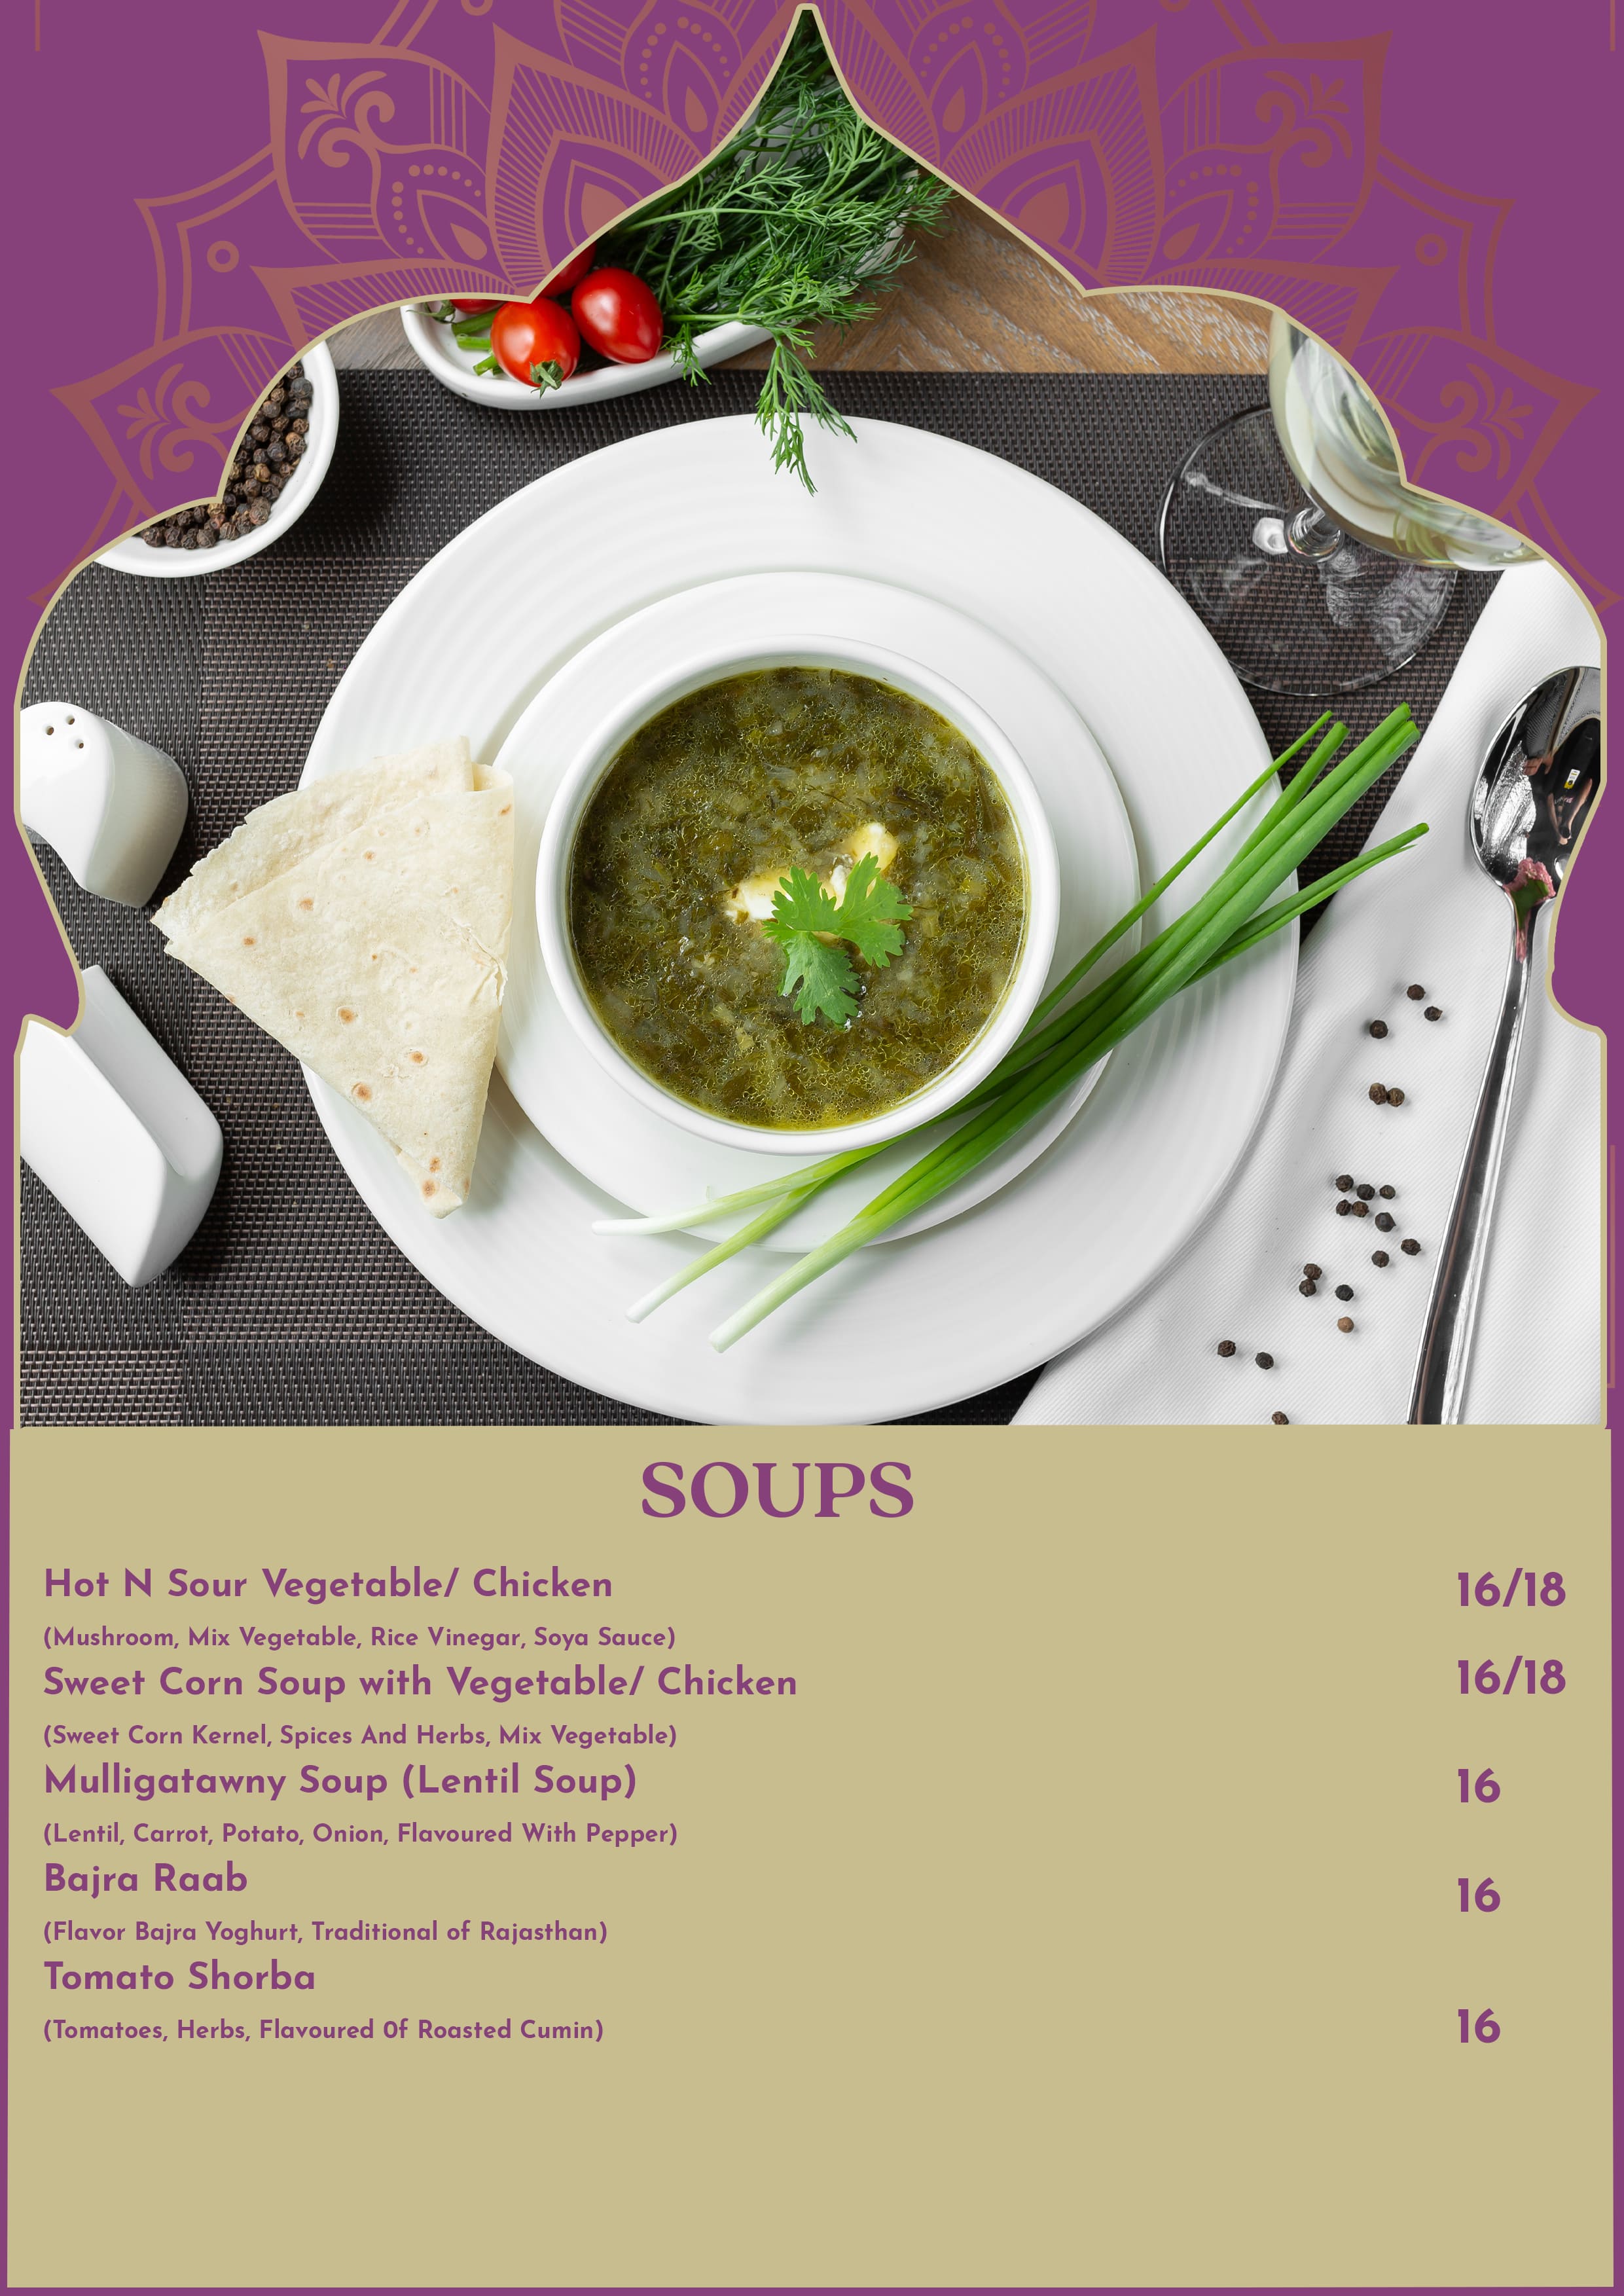 SOUPS
Hot N Sour Vegetable/ Chicken 16/18
(Mushroom, Mix Vegetable, Rice Vinegar, Soya Sauce)
Sweet Corn Soup with Vegetable/ Chicken 16/18
(Sweet Corn Kernel, Spices And Herbs, Mix Vegetable)
Mulligatawny Soup (Lentil Soup) 16
(Lentil, Carrot, Potato, Onion, Flavoured With Pepper)
Bajra Raab 16
(Flavor Bajra Yoghurt, Traditional of Rajasthan)
Tomato Shorba
(Tomatoes, Herbs, Flavoured 0f Roasted Cumin) 16